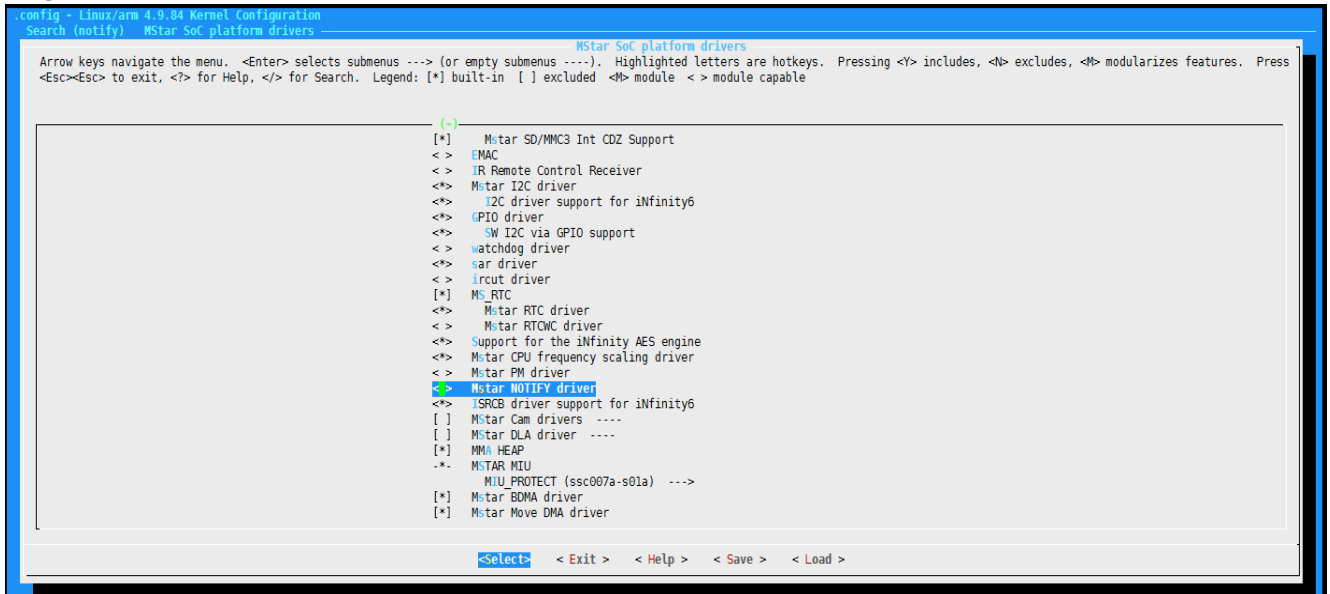 .config - Linux/arm 4.9.84 Kernel Configuration
Search (notify)   MStar SoC platform drivers
MStar SoC platform drivers
Arrow keys navigate the menu.  <Enter> selects submenus ---> (or empty submenus ----).  Highlighted letters are hotkeys.  Pressing <Y> includes, <N> excludes, <M> modularizes features.  Press
<Esc><Esc> to exit, <?> for Help, </> for Search.  Legend: [*] built-in  [ ] excluded  <M> module  < > module capable
(-)
[*]     Mstar SD/MMC3 Int CDZ Support
< >   EMAC
< >   IR Remote Control Receiver
<*>   Mstar I2C driver
<*>     I2C driver support for iNfinity6
<*>   GPIO driver
<*>     SW I2C via GPIO support
< >   watchdog driver
<*>   sar driver
< >   ircut driver
[*]   MS_RTC
<*>     Mstar RTC driver
< >     Mstar RTCWC driver
<*>   Support for the iNfinity AES engine
<*>   Mstar CPU frequency scaling driver
< >   Mstar PM driver
< >   Mstar NOTIFY driver
<*>   ISRCB driver support for iNfinity6
[ ]   MStar Cam drivers  ----
[ ]   MStar DLA driver  ----
[*]   MMA HEAP
-*-   MSTAR MIU
MIU_PROTECT (ssc007a-s01a)  --->
[*]   Mstar BDMA driver
[*]   Mstar Move DMA driver
<Select>    < Exit >    < Help >    < Save >    < Load >